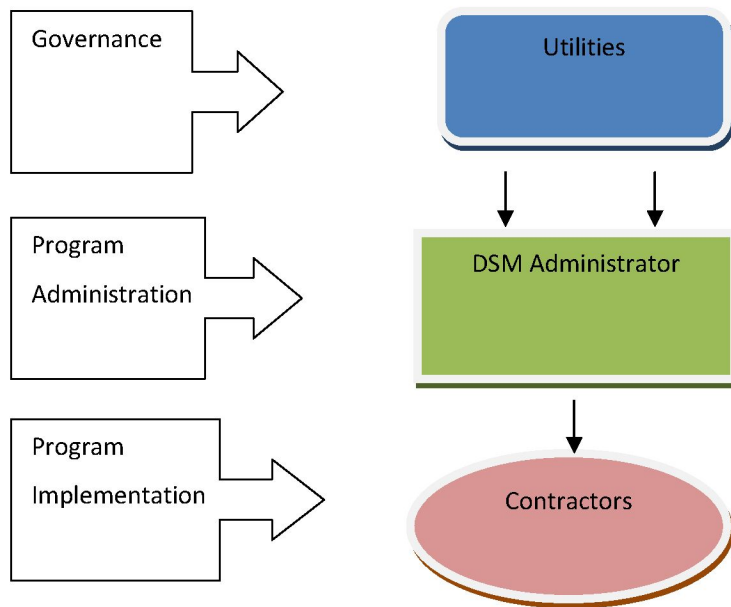 Governance
Utilities
Program
Administration
DSM Administrator
Program
Implementation
Contractors